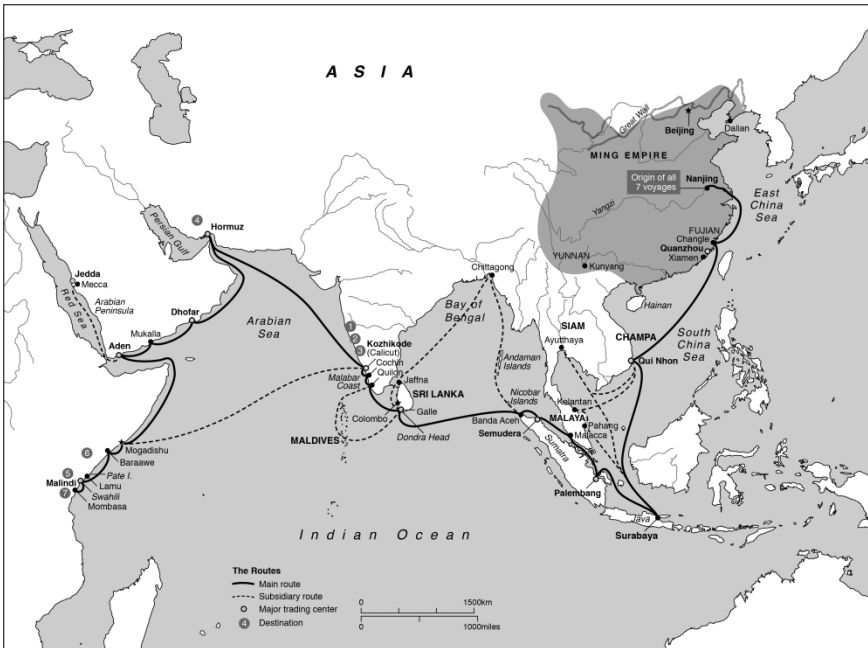 A S I A
Great Wall
Beijing
Dalian
MING EMPIRE
Origin of all
7 voyages
Nanjing
East
China
Sea
Yangzi
FUJIAN
Changle
Quanzhou
Xiamen
YUNNAN
Kunyang
Hainan
4
Hormuz
Persian Gulf
Jedda
Mecca
Red Sea
Arabian
Peninsula
Dhofar
Mukalla
Aden
Arabian
Sea
Chittagong
Bay of
Bengal
1
2
3
Kozhikode
(Calicut)
Cochin
Quilon
Malabar
Coast
Jaffna
SRI LANKA
Colombo
Galle
Dondra Head
MALDIVES
Andaman
Islands
Nicobar
Islands
SIAM
Ayutthaya
CHAMPA
Qui Nhon
South
China
Sea
Kelantan
MALAYA
Pahang
Malacca
Banda Aceh
Semudera
Sumatra
Palembang
Java
Surabaya
Mogadishu
6
Baraawe
5
Pate I.
Malindi
Lamu
7
Swahili
Mombasa
Indian Ocean
The Routes
Main route
Subsidiary route
Major trading center
4 Destination
0 1500km
0 1000miles